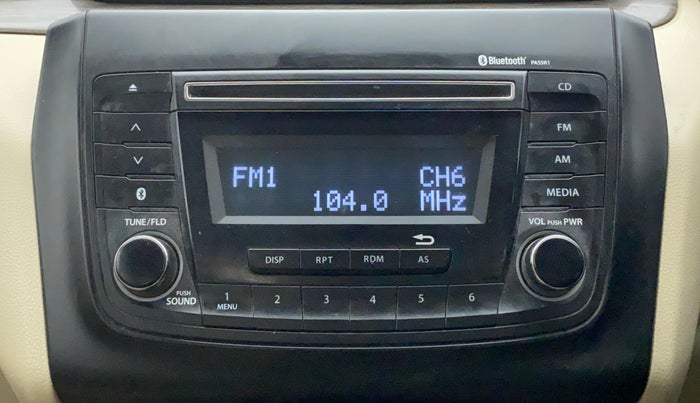 Bluetooth PASSR1
CD
FM
AM
MEDIA
FM1 CH6
104.0 MHz
TUNE/FLD
VOL PUSH PWR
DISP RPT RDM AS
PUSH
SOUND
1 2 3 4 5 6
MENU